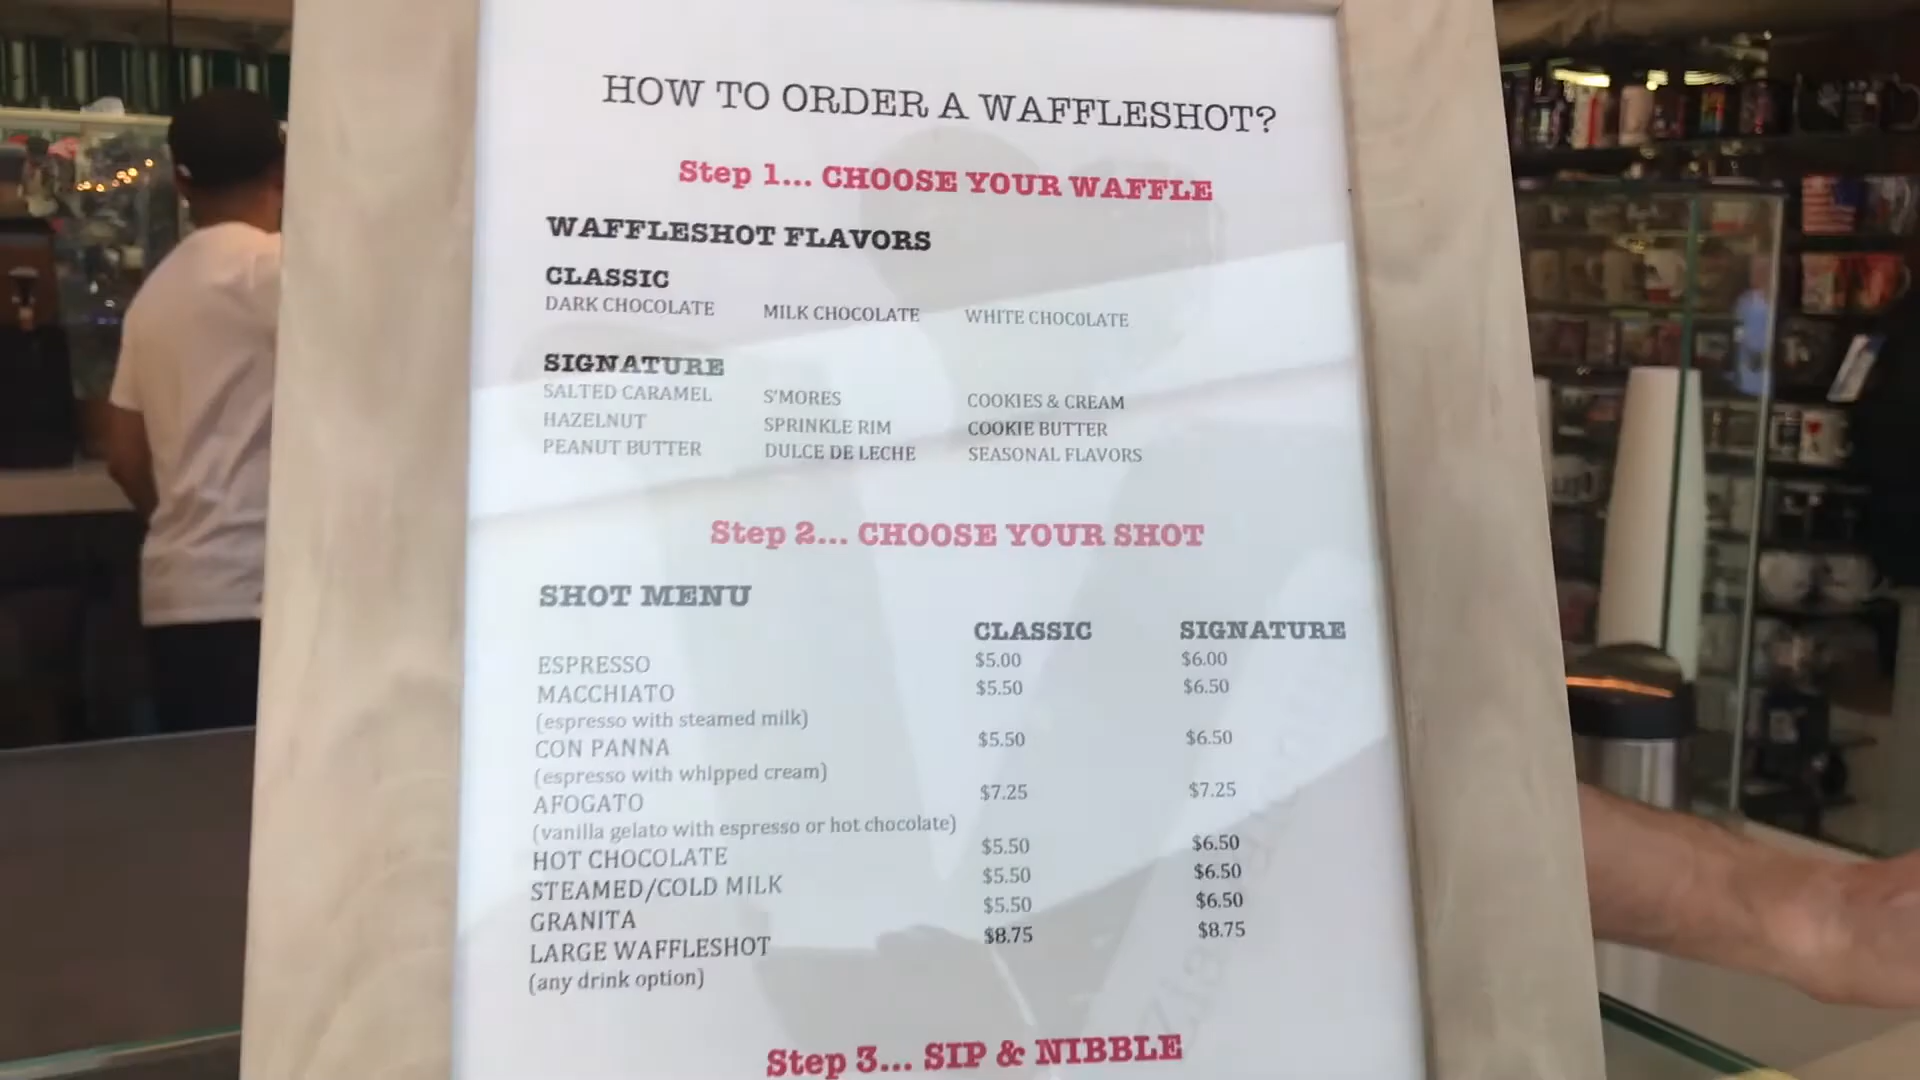 HOW TO ORDER A WAFFLESHOT?
Step 1... CHOOSE YOUR WAFFLE
WAFFLESHOT FLAVORS
CLASSIC
DARK CHOCOLATE MILK CHOCOLATE WHITE CHOCOLATE
SIGNATURE
SALTED CARAMEL S'MORES COOKIES & CREAM
HAZELNUT SPRINKLE RIM COOKIE BUTTER
PEANUT BUTTER DULCE DE LECHE SEASONAL FLAVORS
Step 2... CHOOSE YOUR SHOT
SHOT MENU
CLASSIC SIGNATURE
ESPRESSO $5.00 $6.00
MACCHIATO $5.50 $6.50
(espresso with steamed milk)
CON PANNA $5.50 $6.50
(espresso with whipped cream)
AFOGATO $7.25 $7.25
(vanilla gelato with espresso or hot chocolate)
HOT CHOCOLATE $5.50 $6.50
STEAMED/COLD MILK $5.50 $6.50
GRANITA $5.50 $6.50
LARGE WAFFLESHOT $8.75 $8.75
(any drink option)
Step 3... SIP & NIBBLE